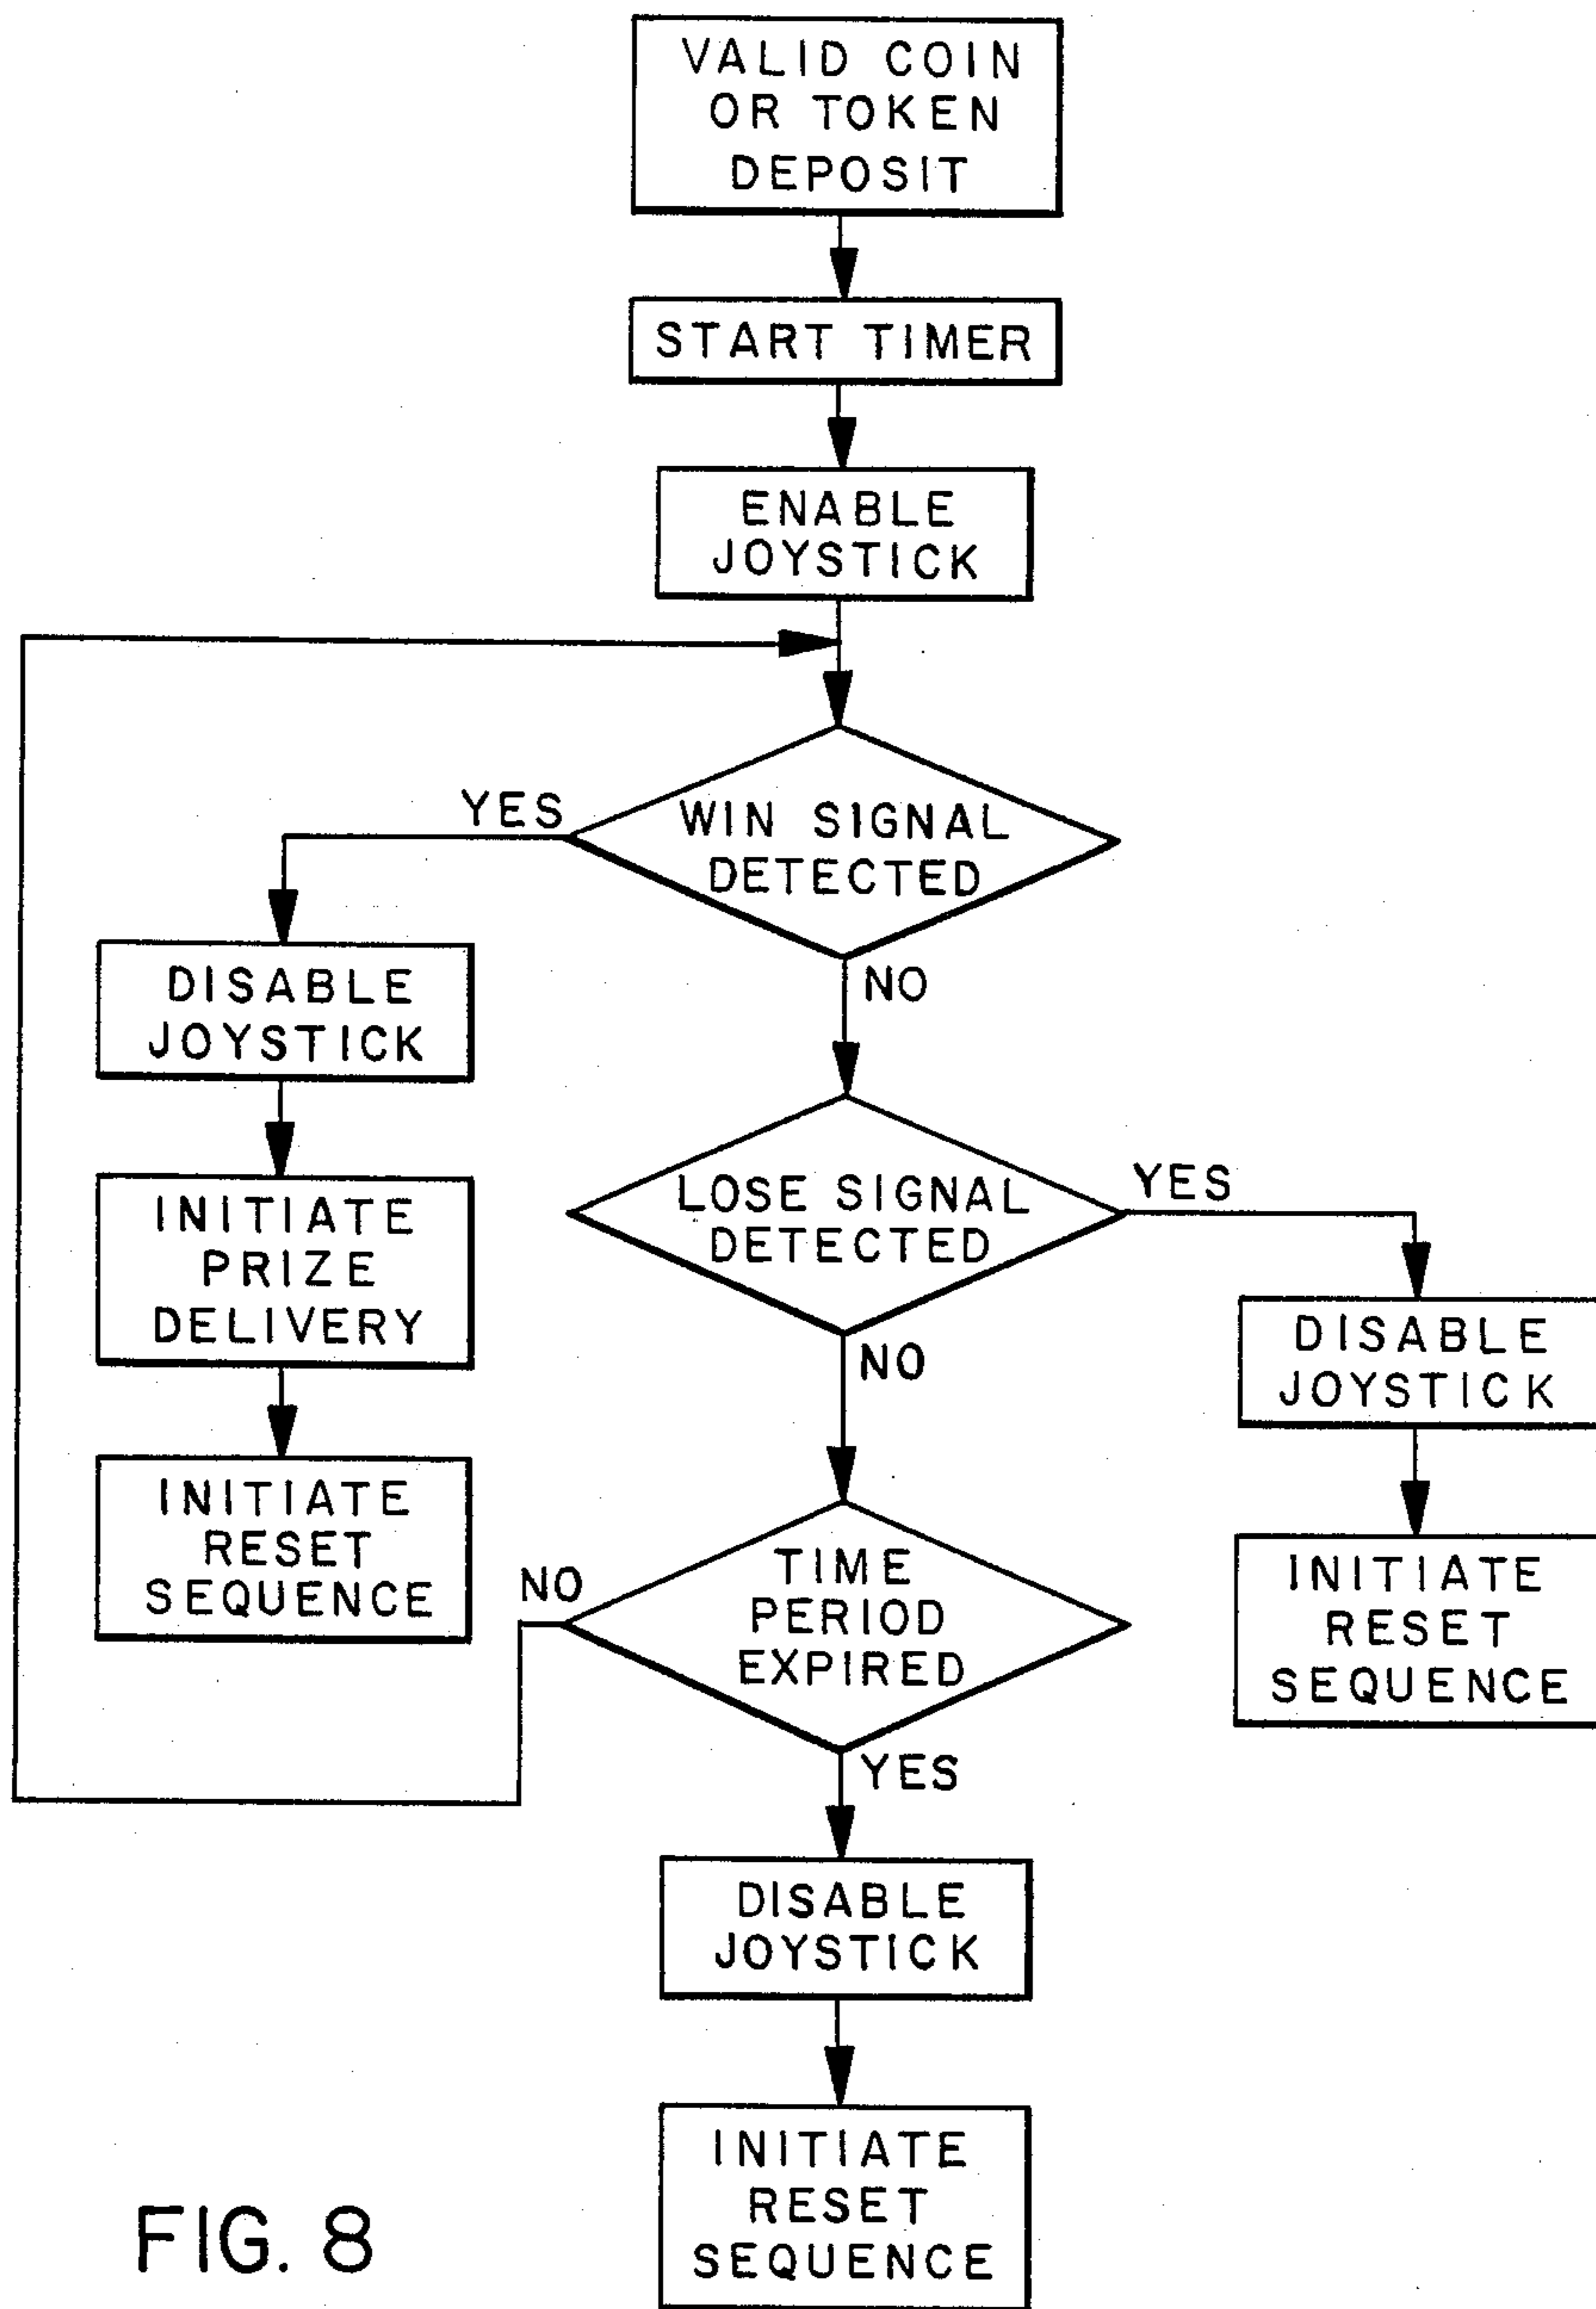 VALID COIN
OR TOKEN
DEPOSIT
START TIMER
ENABLE
JOYSTICK
WIN SIGNAL
DETECTED
YES
NO
DISABLE
JOYSTICK
INITIATE
PRIZE
DELIVERY
INITIATE
RESET
SEQUENCE
LOSE SIGNAL
DETECTED
YES
NO
DISABLE
JOYSTICK
INITIATE
RESET
SEQUENCE
TIME
PERIOD
EXPIRED
NO
YES
DISABLE
JOYSTICK
INITIATE
RESET
SEQUENCE
FIG. 8